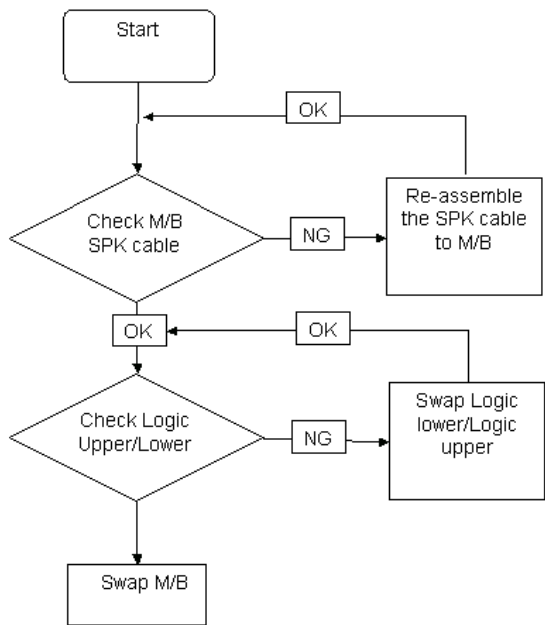 Start
OK
Check M/B
SPK cable
NG
Re-assemble
the SPK cable
to M/B
OK
OK
Check Logic
Upper/Lower
NG
Swap Logic
lower/Logic
upper
Swap M/B